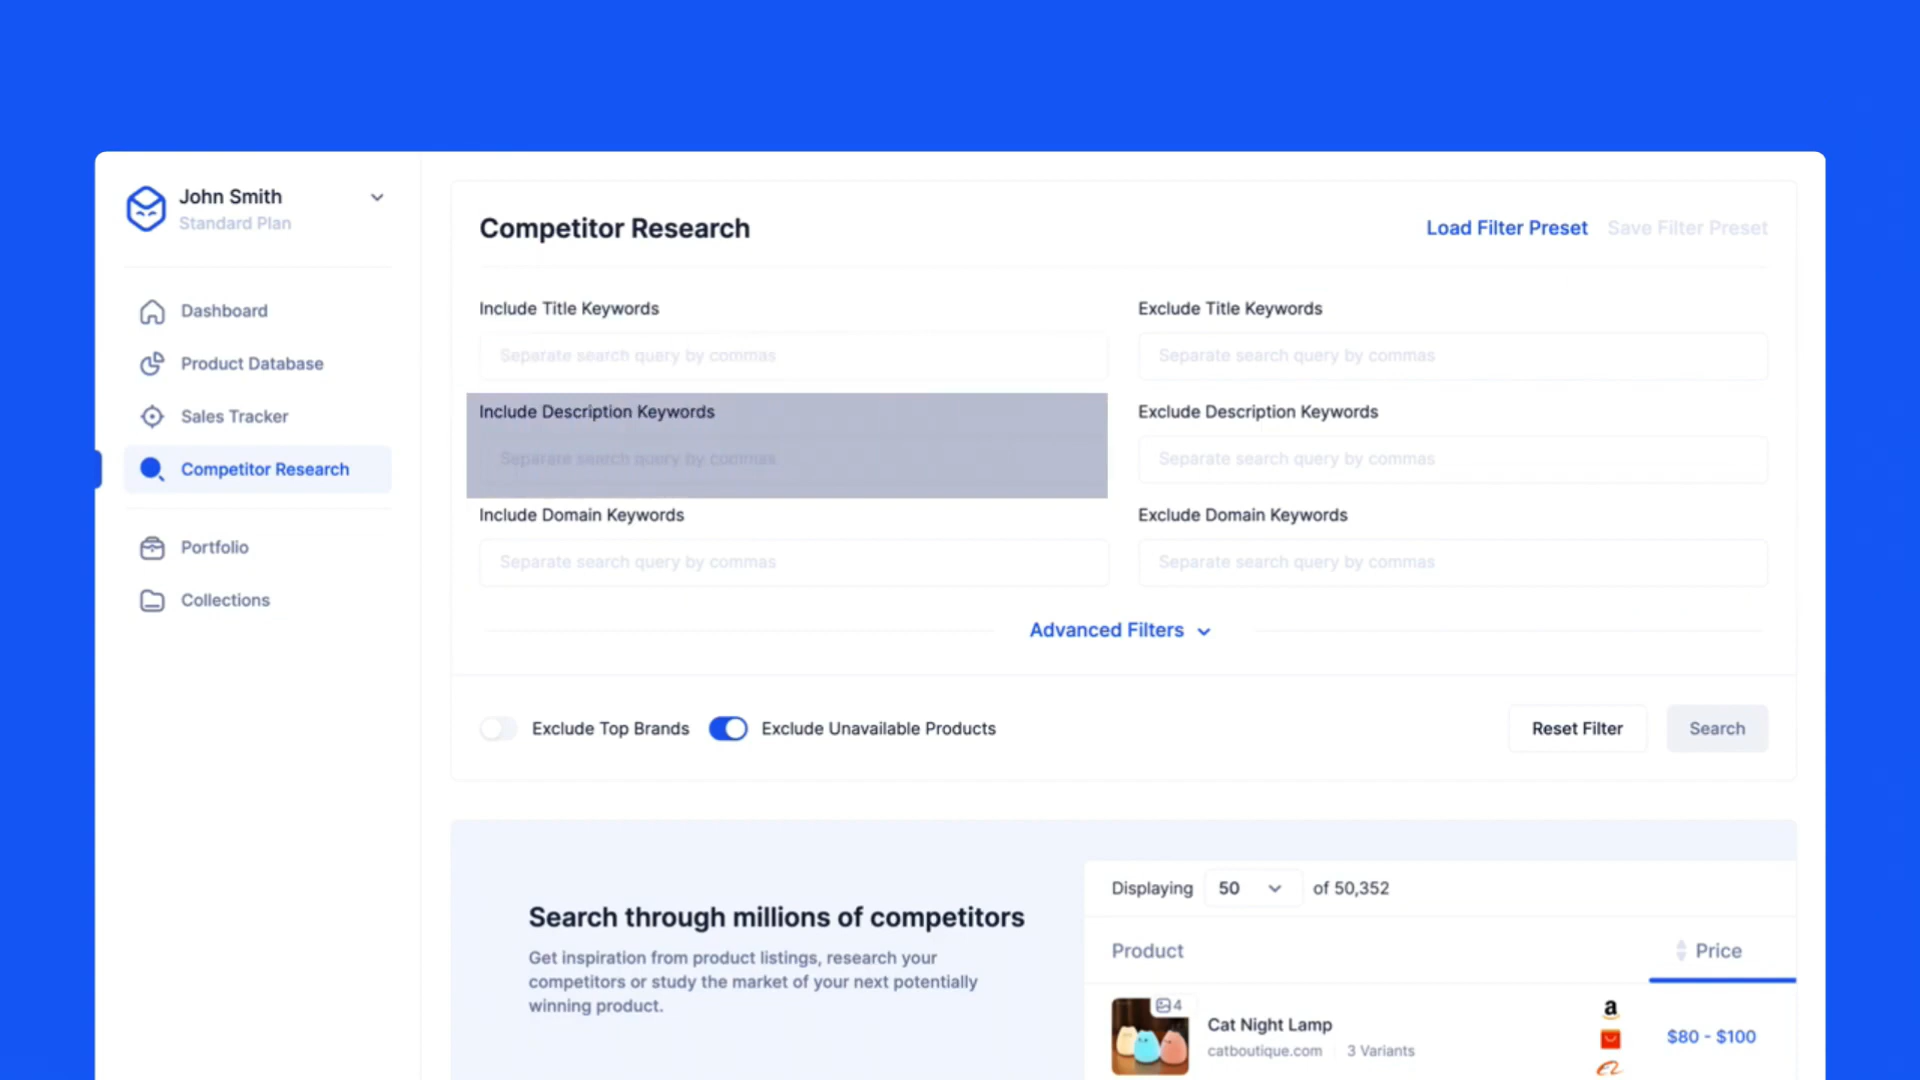 John Smith
Standard Plan
Dashboard
Product Database
Sales Tracker
Competitor Research
Portfolio
Collections
Competitor Research
Load Filter Preset
Save Filter Preset
Include Title Keywords
Exclude Title Keywords
Separate search query by commas
Separate search query by commas
Include Description Keywords
Exclude Description Keywords
Separate search query by commas
Separate search query by commas
Include Domain Keywords
Exclude Domain Keywords
Separate search query by commas
Separate search query by commas
Advanced Filters
Exclude Top Brands
Exclude Unavailable Products
Reset Filter
Search
Search through millions of competitors
Get inspiration from product listings, research your
competitors or study the market of your next potentially
winning product.
Displaying 50 of 50,352
Product
Price
4
Cat Night Lamp
catboutique.com
3 Variants
a
$80 - $100